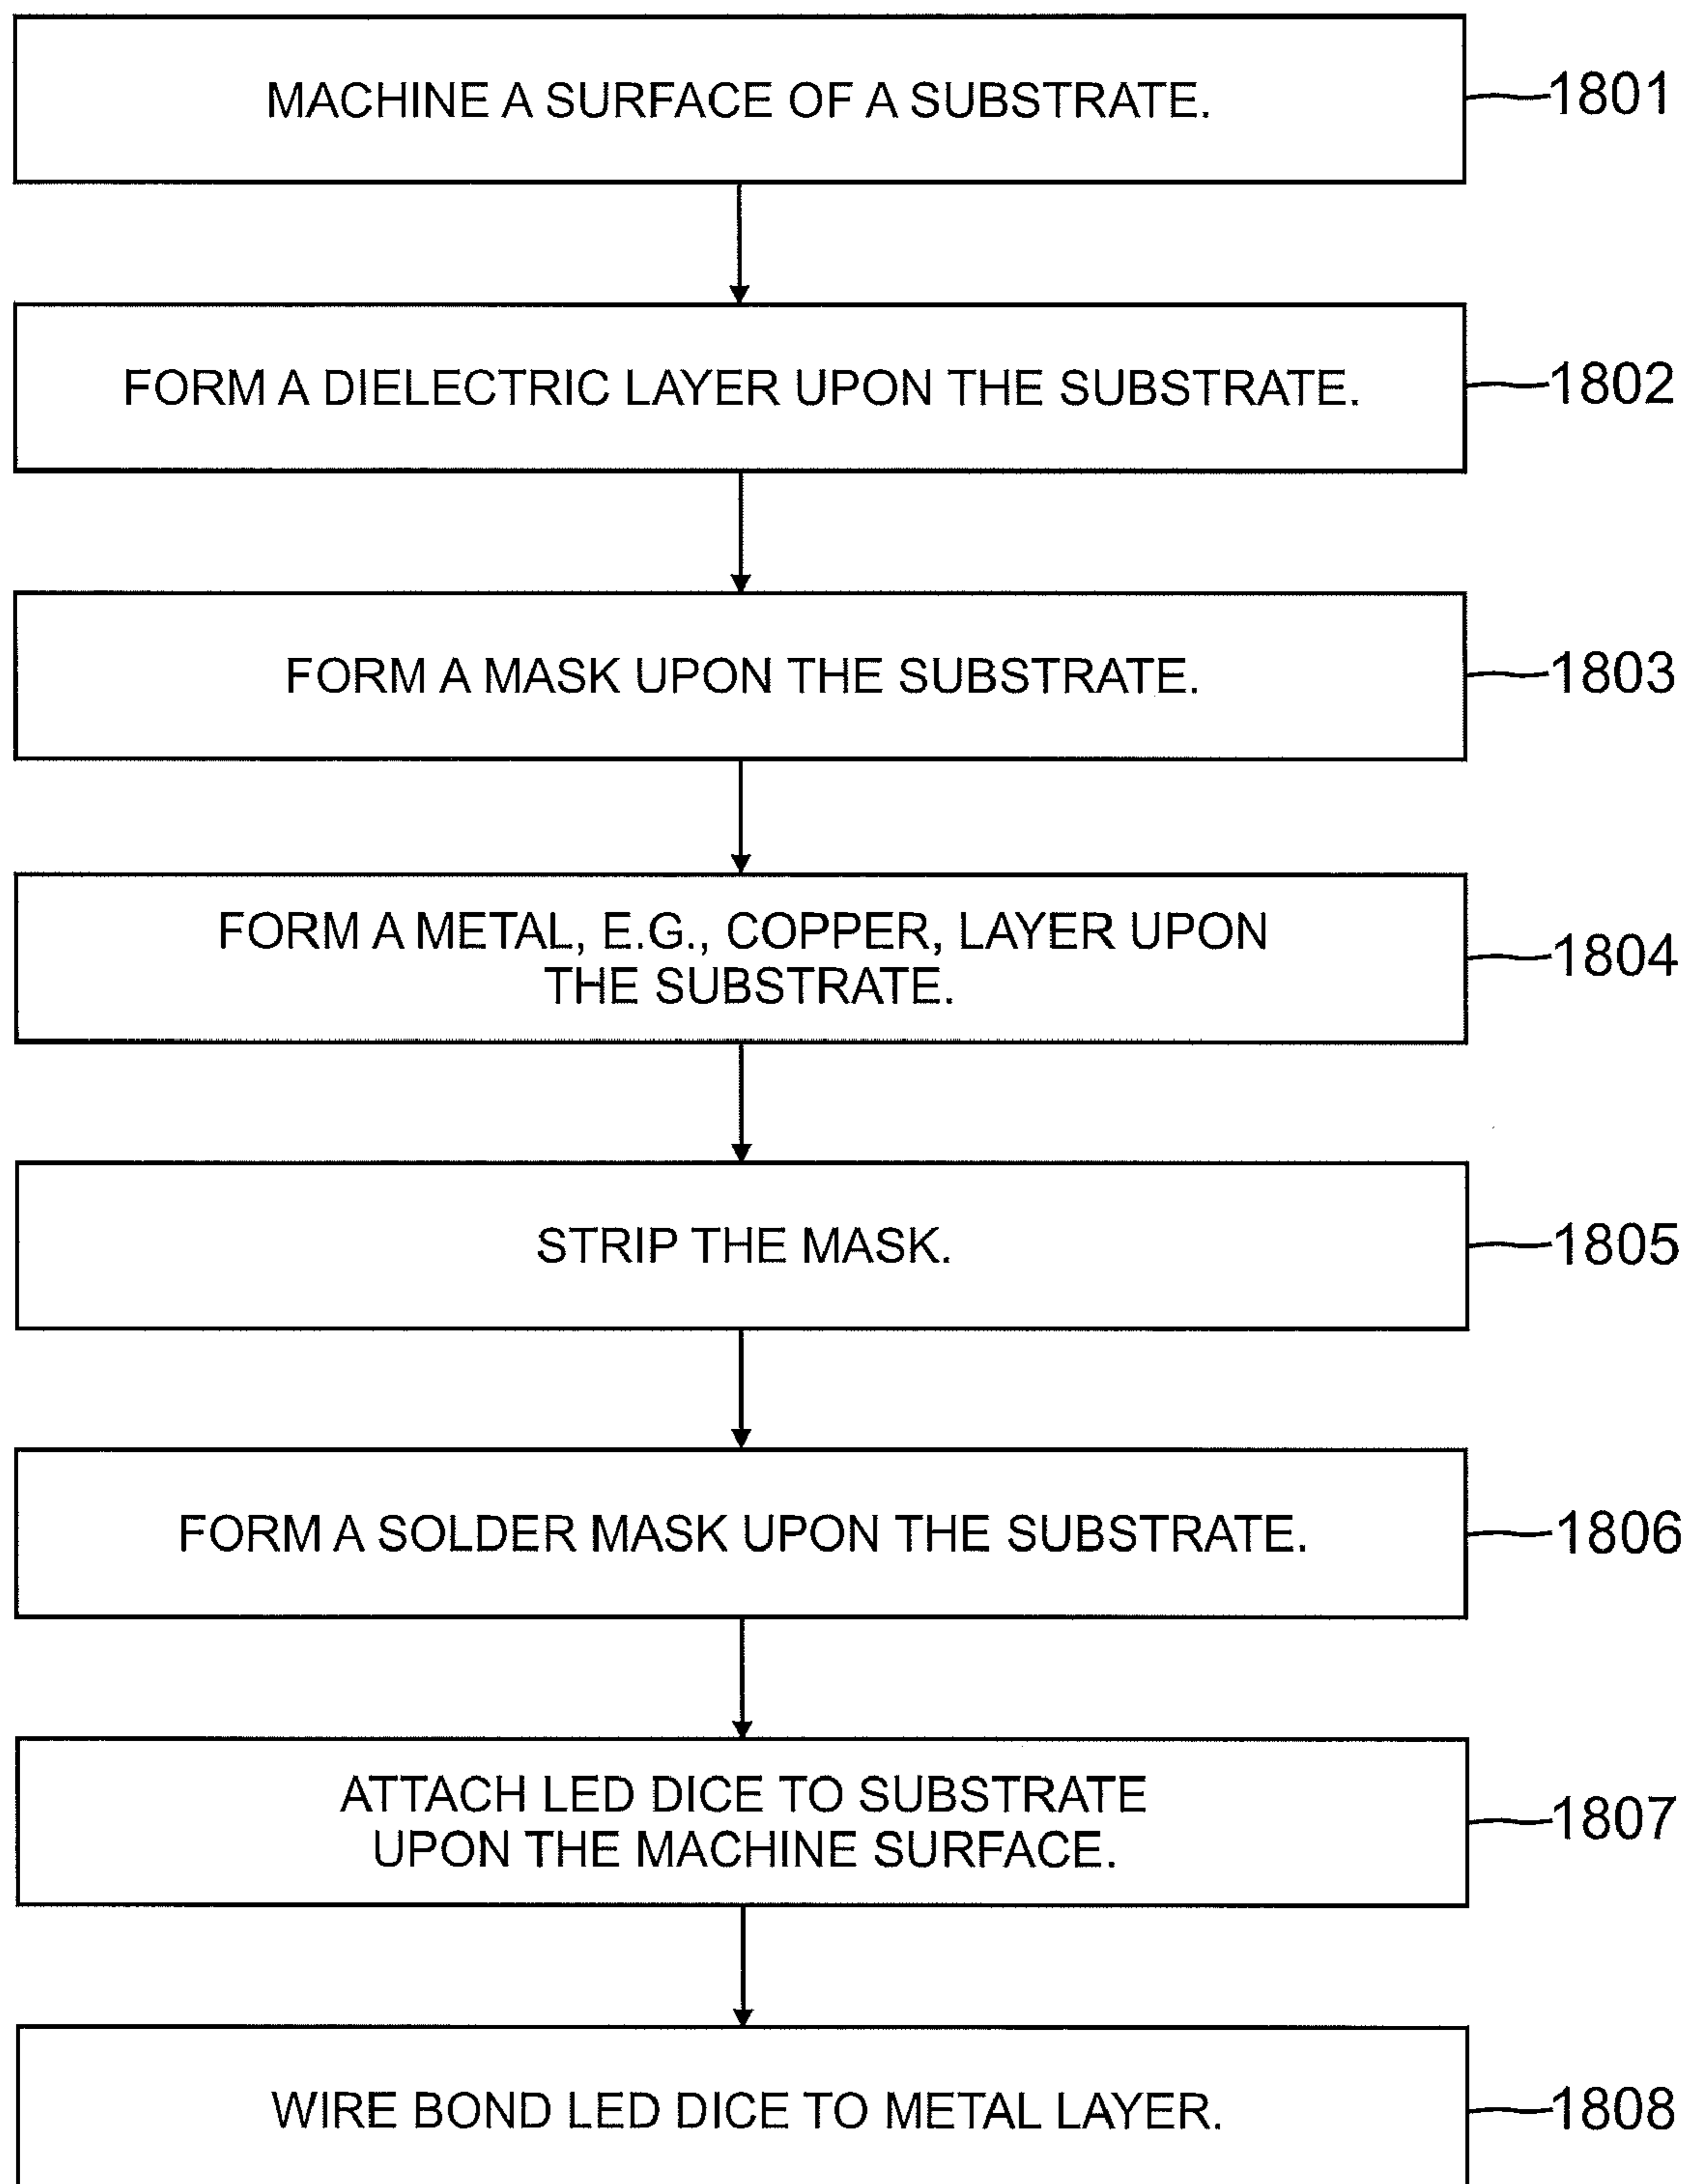 MACHINE A SURFACE OF A SUBSTRATE.
1801
FORM A DIELECTRIC LAYER UPON THE SUBSTRATE.
1802
FORM A MASK UPON THE SUBSTRATE.
1803
FORM A METAL, E.G., COPPER, LAYER UPON
THE SUBSTRATE.
1804
STRIP THE MASK.
1805
FORM A SOLDER MASK UPON THE SUBSTRATE.
1806
ATTACH LED DICE TO SUBSTRATE
UPON THE MACHINE SURFACE.
1807
WIRE BOND LED DICE TO METAL LAYER.
1808